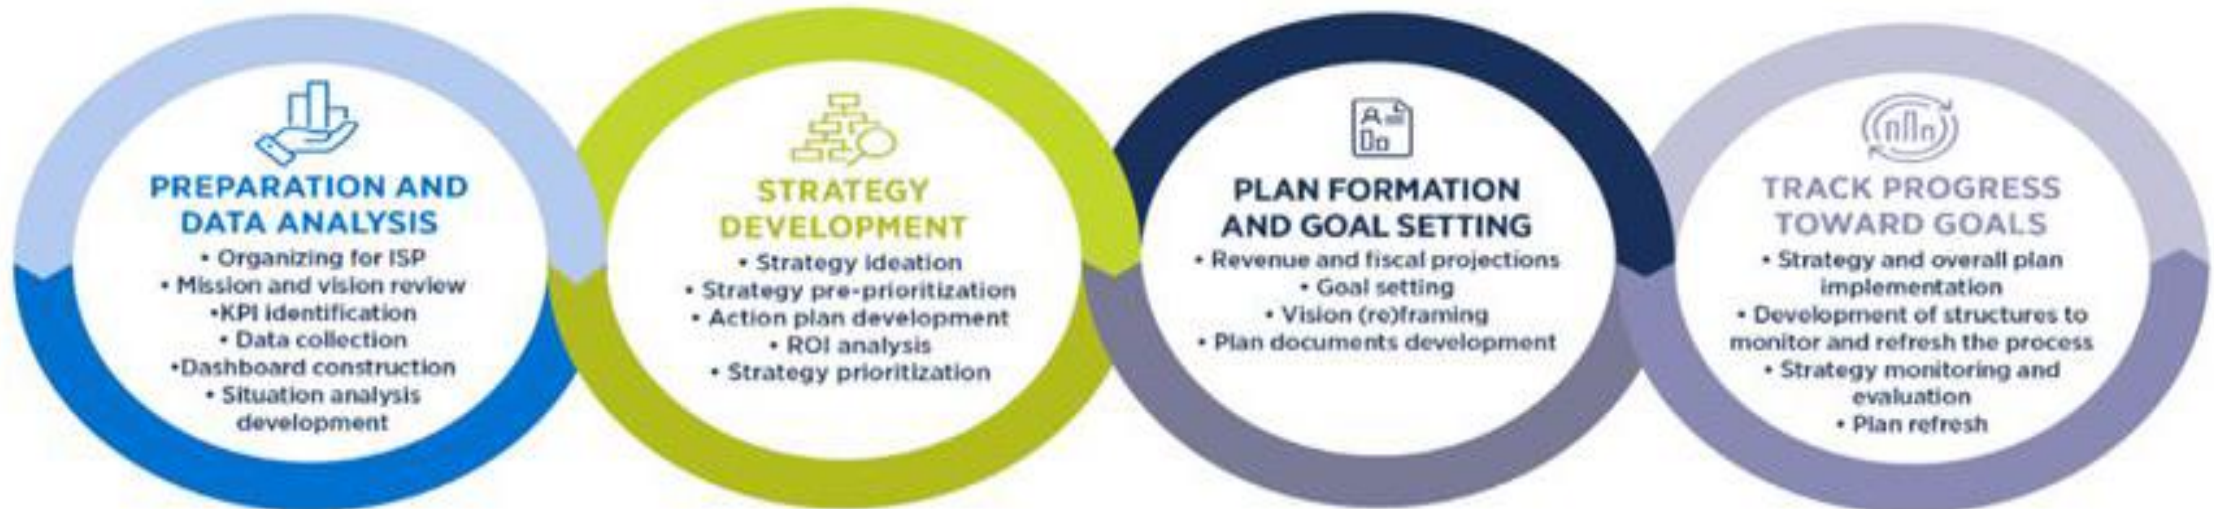 PREPARATION AND
DATA ANALYSIS
• Organizing for ISP
• Mission and vision review
•KPI identification
• Data collection
•Dashboard construction
• Situation analysis
development
STRATEGY
DEVELOPMENT
• Strategy ideation
• Strategy pre-prioritization
• Action plan development
• ROI analysis
• Strategy prioritization
PLAN FORMATION
AND GOAL SETTING
• Revenue and fiscal projections
• Goal setting
• Vision (re)framing
• Plan documents development
TRACK PROGRESS
TOWARD GOALS
• Strategy and overall plan
implementation
• Development of structures to
monitor and refresh the process
• Strategy monitoring and
evaluation
• Plan refresh